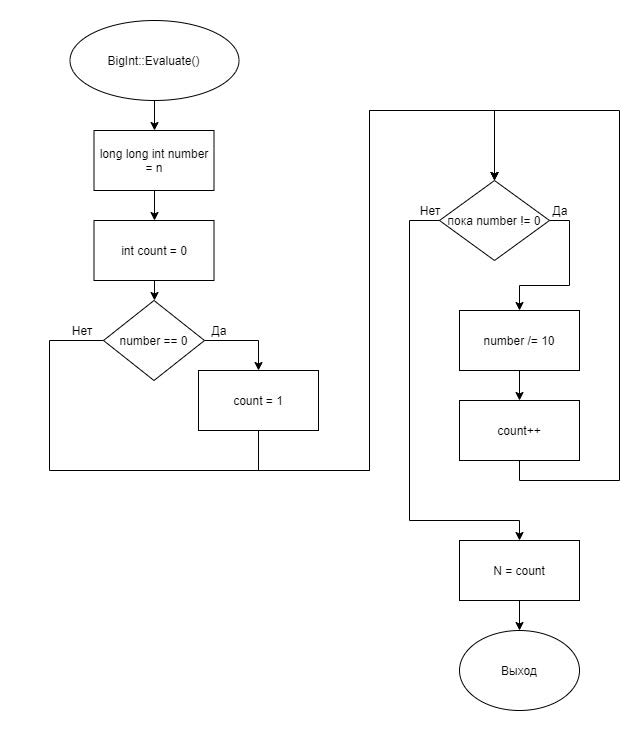 BigInt::Evaluate()
long long int number
= n
int count = 0
Нет
number == 0
Да
count = 1
Нет
пока number != 0
Да
number /= 10
count++
N = count
Выход